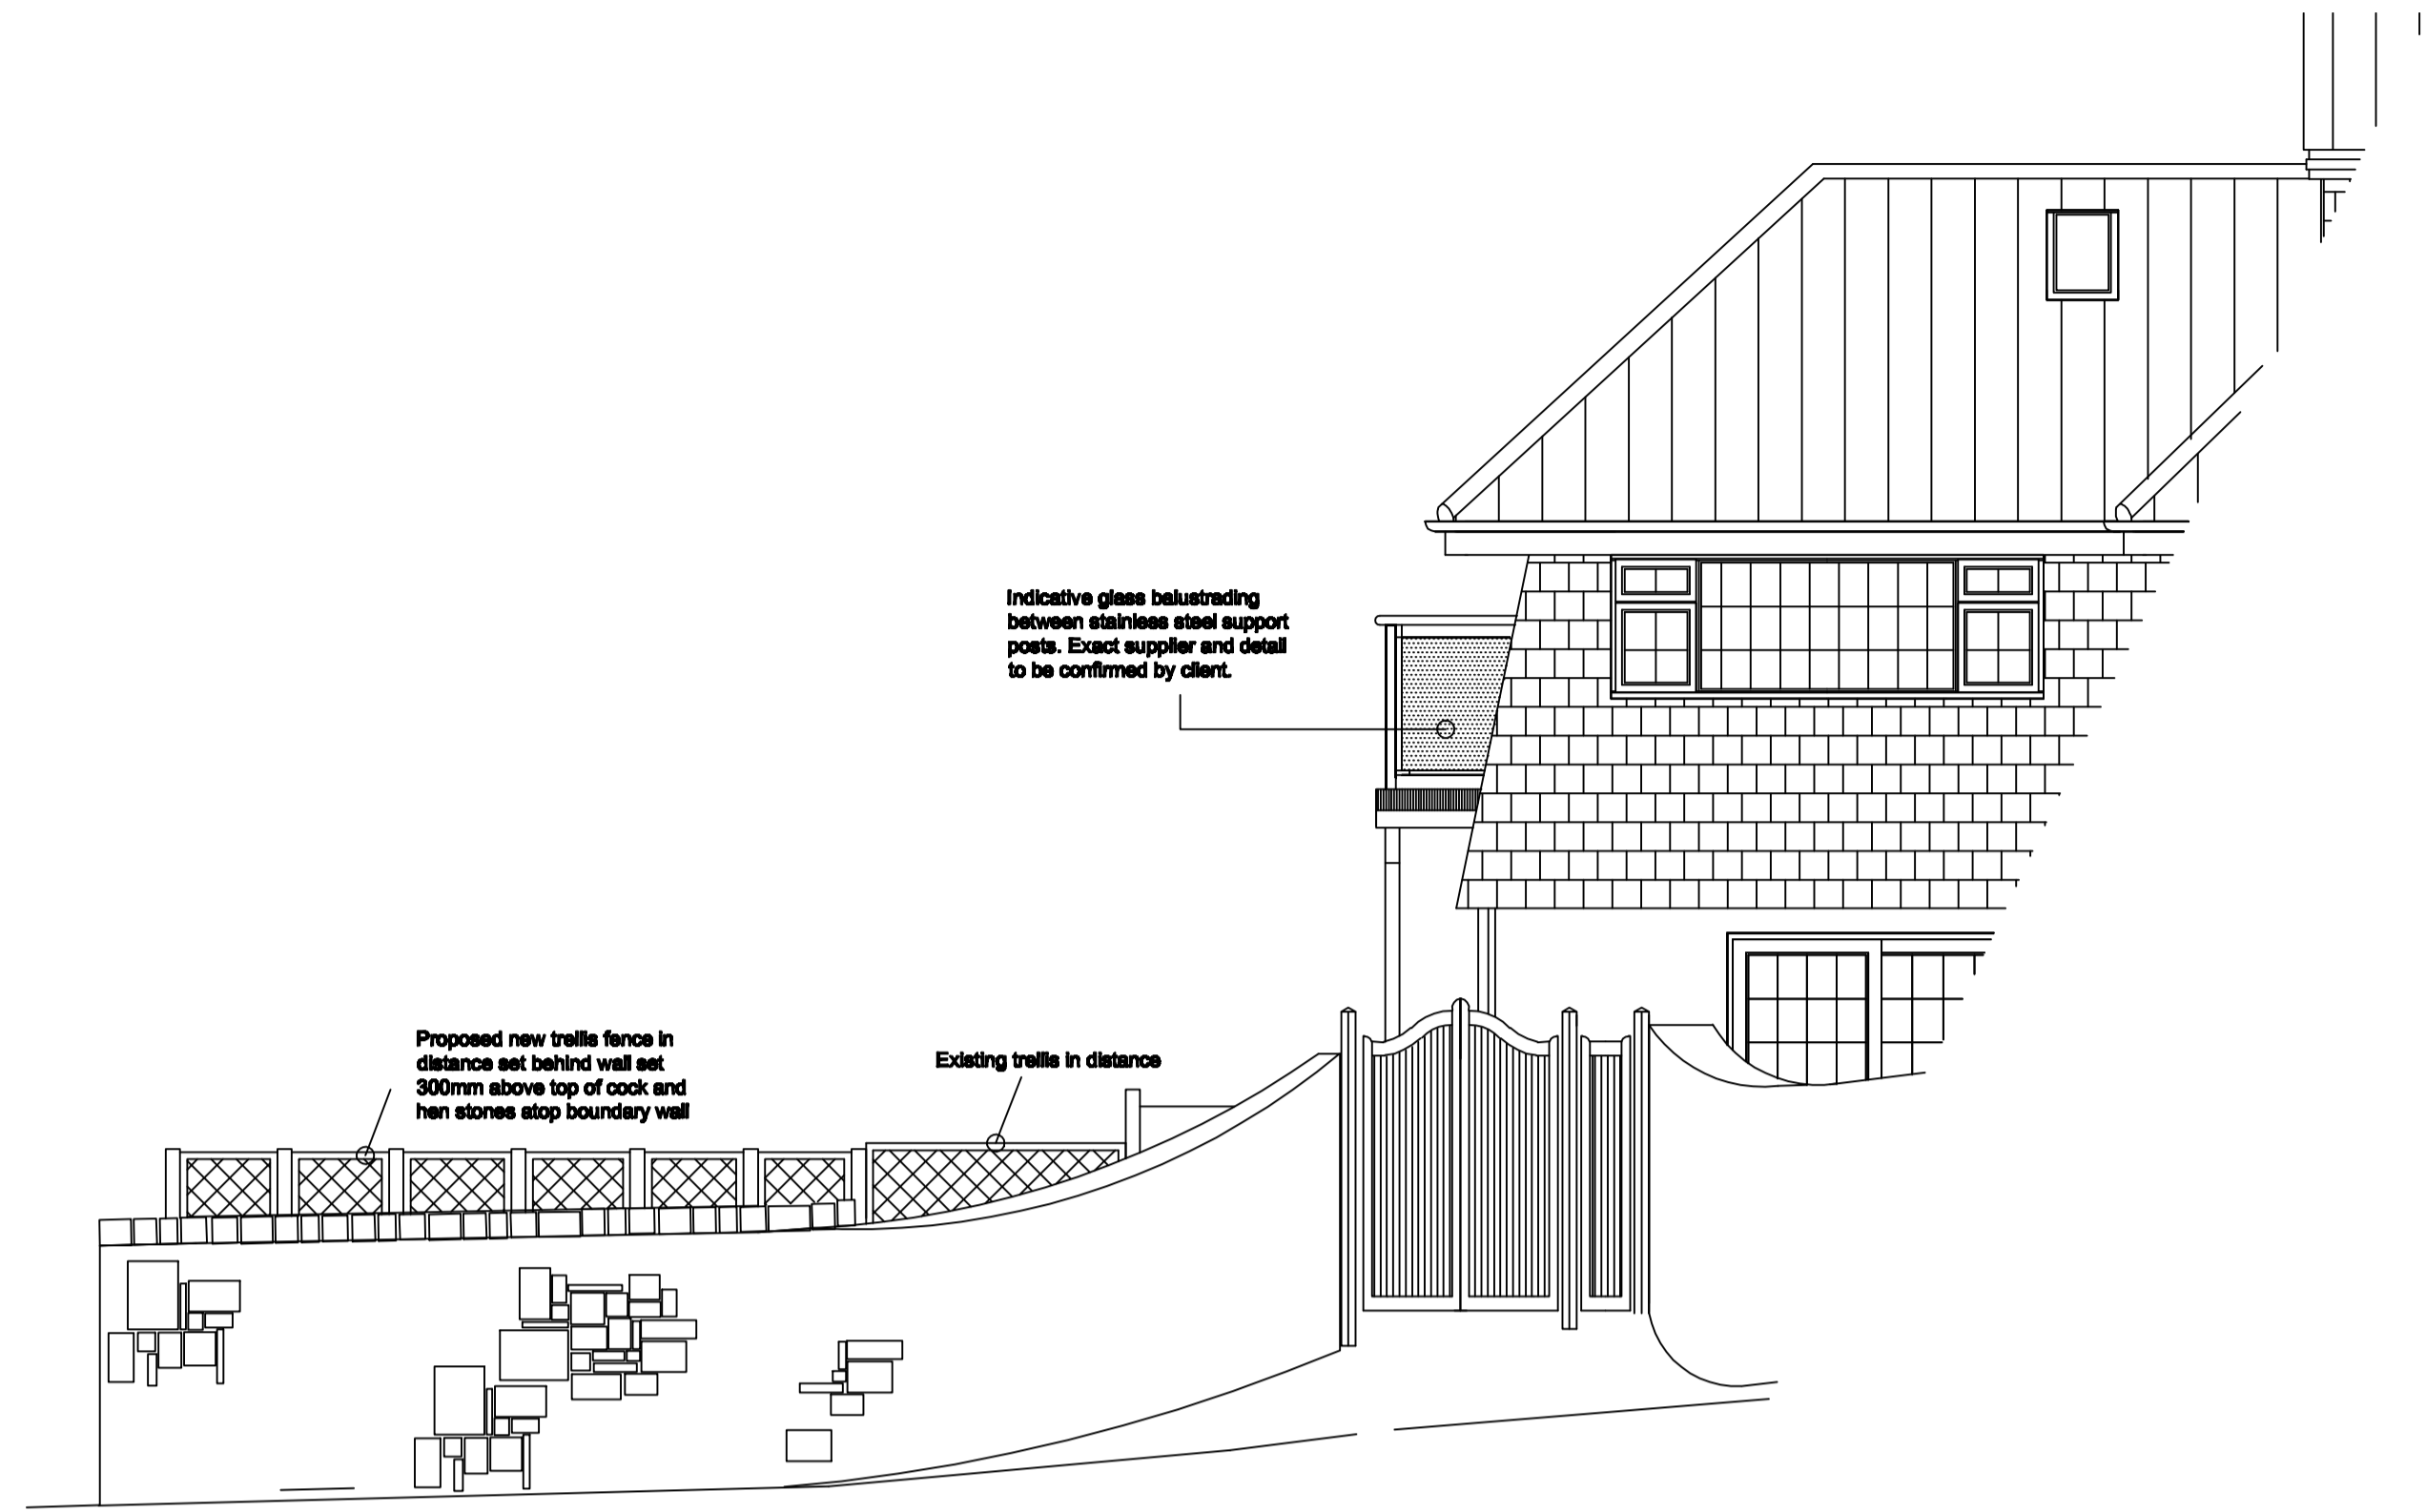 Indicative glass balustrading
between stainless steel support
posts. Exact supplier and detail
to be confirmed by client.
Proposed new trellis fence in
distance set behind wall set
300mm above top of cock and
hen stones atop boundary wall
Existing trellis in distance